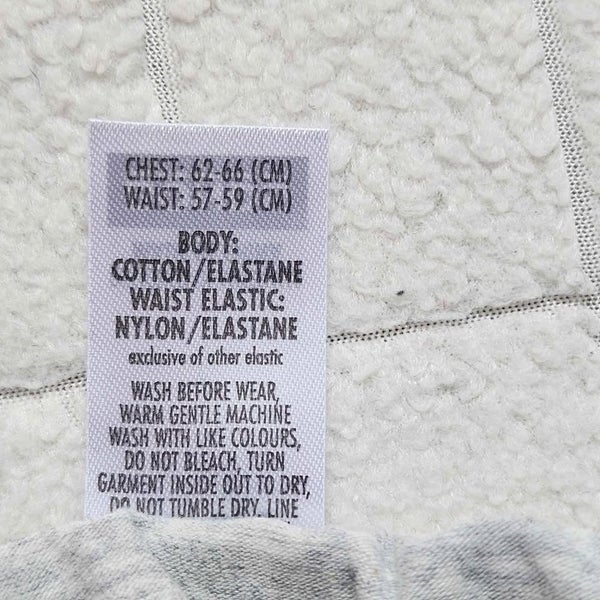 CHEST: 62-66 (CM)
WAIST: 57-59 (CM)
BODY:
COTTON/ELASTANE
WAIST ELASTIC:
NYLON/ELASTANE
exclusive of other elastic
WASH BEFORE WEAR,
WARM GENTLE MACHINE
WASH WITH LIKE COLOURS,
DO NOT BLEACH, TURN
GARMENT INSIDE OUT TO DRY,
DO NOT TUMBLE DRY. LINE